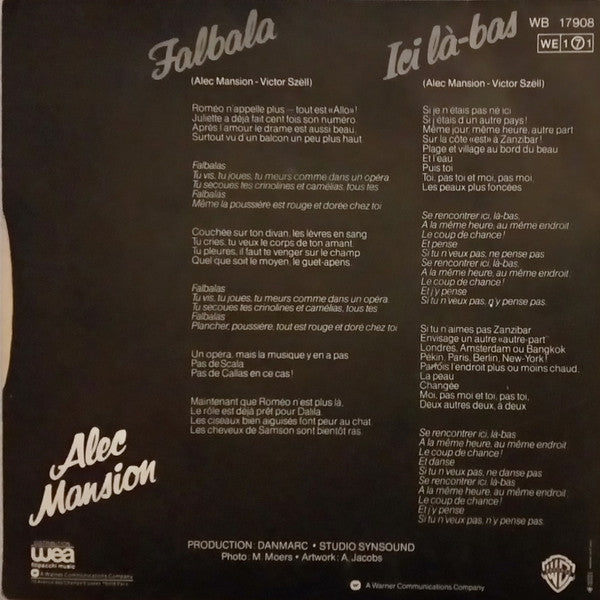 Falbala
(Alec Mansion - Victor Szëll)
Roméo n'appelle plus — tout est «Allo»!
Juliette a déjà fait cent fois son numéro.
Après l'amour le drame est aussi beau,
Surtout vu d'un balcon un peu plus haut.
Falbalas
Tu vis, tu joues, tu meurs comme dans un opéra
Tu secoues tes crinolines et camélias, tous tes
Falbalas
Même la poussière est rouge et dorée chez toi
Couchée sur ton divan, les lèvres en sang
Tu cries, tu veux le corps de ton amant.
Tu pleures, il faut te venger sur le champ
Quel que soit le moyen, le guet-apens.
Falbalas
Tu vis, tu joues, tu meurs comme dans un opéra.
Tu secoues tes crinolines et camélias, tous tes
Falbalas
Plancher, poussière, tout est rouge et doré chez toi
Un opéra, mais la musique y en a pas
Pas de Scala
Pas de Callas en ce cas!
Maintenant que Roméo n'est plus là,
Le rôle est déjà prêt pour Dalila
Les ciseaux bien aiguisés font peur au chat
Les cheveux de Samson sont bientôt ras.
Ici là-bas
WB 17908
WE 1 7 1
(Alec Mansion - Victor Szëll)
Si je n'étais pas né ici
Si j'étais d'un autre pays!
Même jour, même heure, autre part
Sur la côte «est» à Zanzibar!
Plage et village au bord du beau
Et l'eau
Puis toi
Toi, pas toi et moi, pas moi,
Les peaux plus foncées
Se rencontrer ici, là-bas,
A la même heure, au même endroit
Le coup de chance!
Et pense
Si tu n'veux pas, ne pense pas
Se rencontrer ici, là-bas
A la même heure, au même endroit.
Le coup de chance!
Et j'y pense
Si tu n'veux pas, n'y pense pas.
Si tu n'aimes pas Zanzibar
Envisage un autre «autre-part»
Londres, Amsterdam ou Bangkok
Pékin, Paris, Berlin, New-York!
Parfois l'endroit plus ou moins chaud.
La peau
Changée
Moi, pas moi et toi, pas toi,
Deux autres deux, à deux
Se rencontrer ici, là-bas
A la même heure, au même endroit.
Le coup de chance!
Et danse
Si tu n'veux pas, ne danse pas
Se rencontrer ici, là-bas
A la même heure, au même endroit
Le coup de chance!
Et j'y pense
Si tu n'veux pas, n'y pense pas.
Alec
Mansion
PRODUCTION: DANMARC • STUDIO SYNSOUND
Photo: M. Moers • Artwork: A. Jacobs
DISTRIBUTION
wea
filipacchi music
A Warner Communications Company
A Warner Communications Company
WB